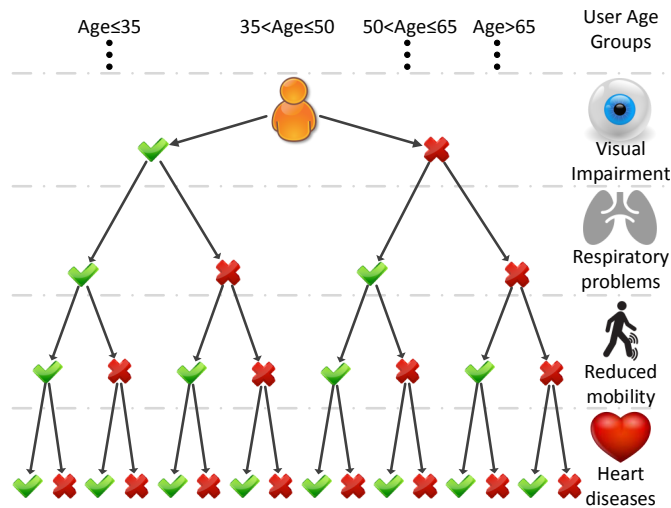 Age≤35 35<Age≤50 50<Age≤65 Age>65 User Age
Groups
Visual
Impairment
Respiratory
problems
Reduced
mobility
Heart
diseases